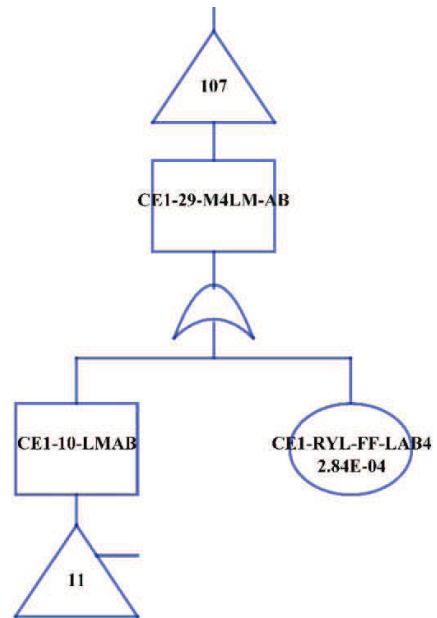 107
CE1-29-M4LM-AB
CE1-10-LMAB
CE1-RYL-FF-LAB4
2.84E-04
11